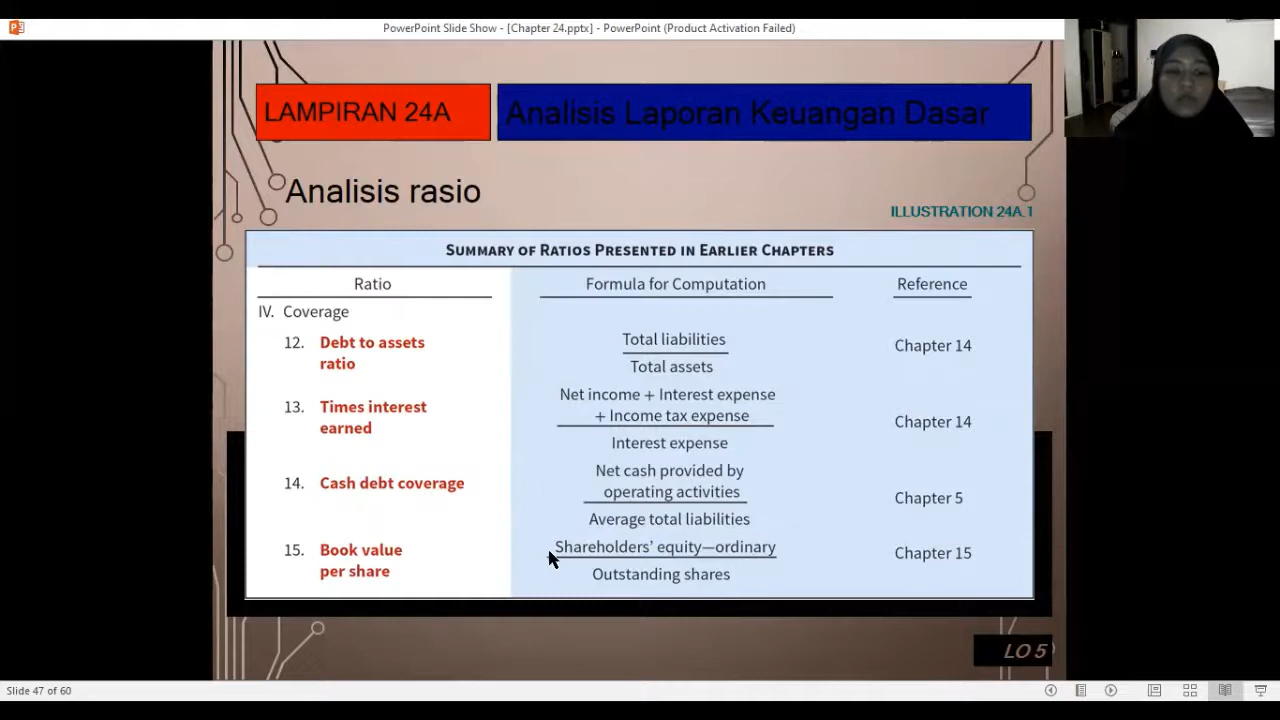 PowerPoint Slide Show - [Chapter 24.pptx] - PowerPoint (Product Activation Failed)
LAMPIRAN 24A
Analisis Laporan Keuangan Dasar
Analisis rasio
ILLUSTRATION 24A.1
SUMMARY OF RATIOS PRESENTED IN EARLIER CHAPTERS
Ratio
Formula for Computation
Reference
IV. Coverage
12. Debt to assets
ratio
Total liabilities
Total assets
Chapter 14
13. Times interest
earned
Net income + Interest expense
+ Income tax expense
Interest expense
Chapter 14
14. Cash debt coverage
Net cash provided by
operating activities
Average total liabilities
Chapter 5
15. Book value
per share
Shareholders' equity—ordinary
Outstanding shares
Chapter 15
LO 5
Slide 47 of 60